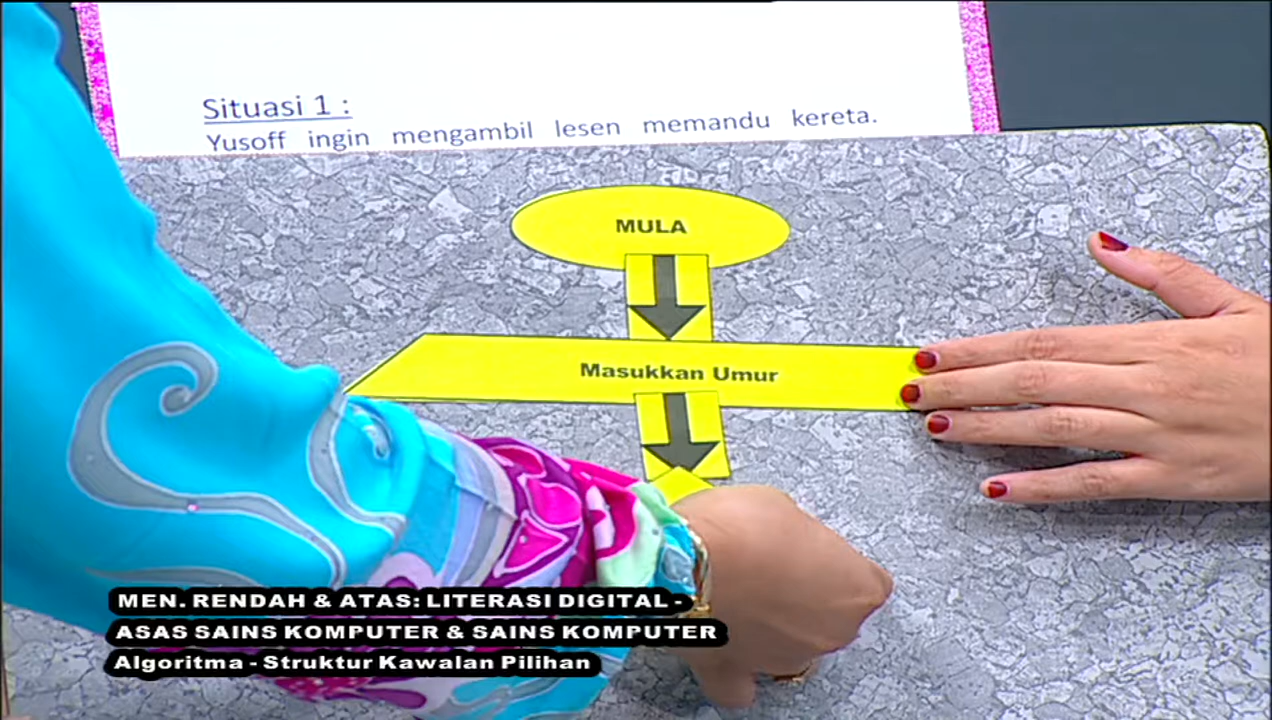 Situasi 1 :
Yusoff ingin mengambil lesen memandu kereta.
MULA
Masukkan Umur
MEN. RENDAH & ATAS: LITERASI DIGITAL -
ASAS SAINS KOMPUTER & SAINS KOMPUTER
Algoritma - Struktur Kawalan Pilihan